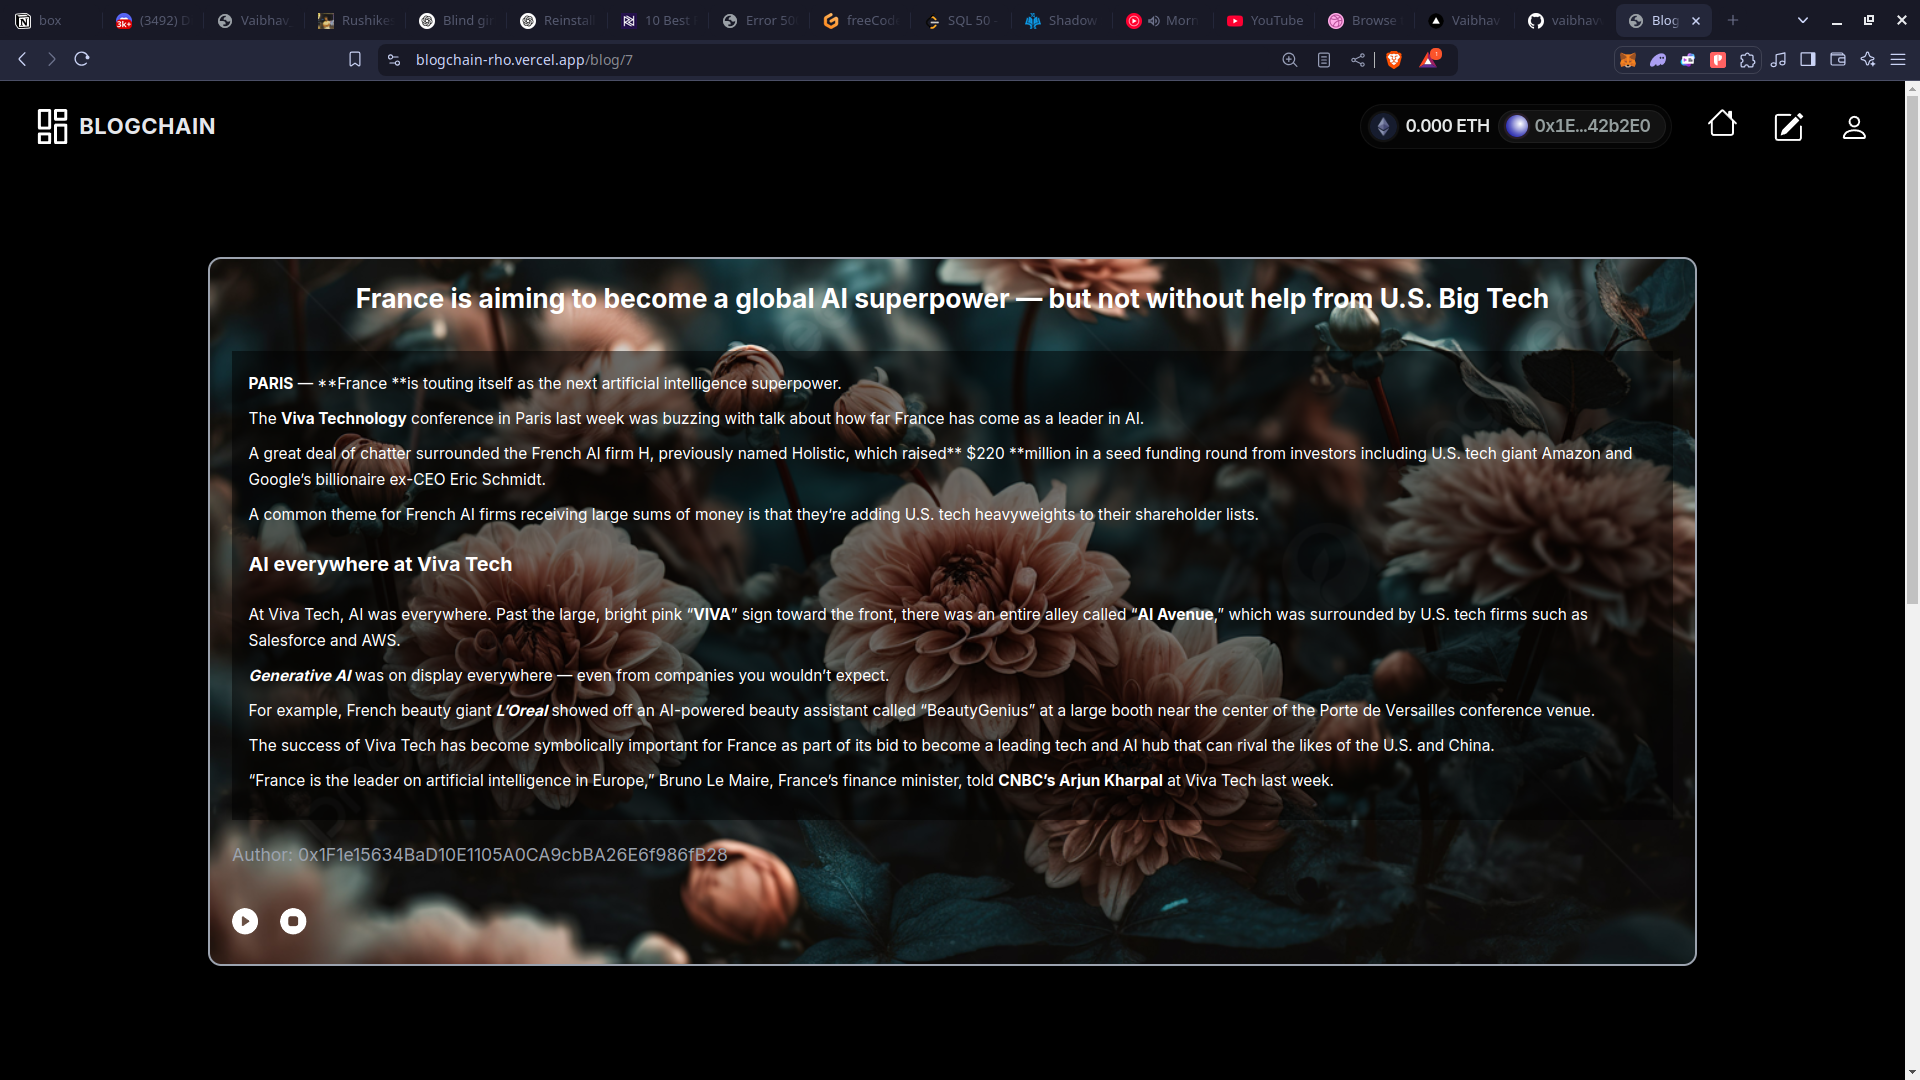 box
(3492) D
Vaibhav
Rushike
Blind gi
Reinstal
10 Best
Error 50
freeCod
SQL 50 -
Shadow
Morn
YouTube
Browse
Vaibhav
vaibhav
Blog
blogchain-rho.vercel.app/blog/7
1
BLOGCHAIN
0.000 ETH
0x1E...42b2E0
France is aiming to become a global AI superpower — but not without help from U.S. Big Tech
PARIS — **France **is touting itself as the next artificial intelligence superpower.
The Viva Technology conference in Paris last week was buzzing with talk about how far France has come as a leader in AI.
A great deal of chatter surrounded the French AI firm H, previously named Holistic, which raised** $220 **million in a seed funding round from investors including U.S. tech giant Amazon and
Google’s billionaire ex-CEO Eric Schmidt.
A common theme for French AI firms receiving large sums of money is that they’re adding U.S. tech heavyweights to their shareholder lists.
AI everywhere at Viva Tech
At Viva Tech, AI was everywhere. Past the large, bright pink “VIVA” sign toward the front, there was an entire alley called “AI Avenue,” which was surrounded by U.S. tech firms such as
Salesforce and AWS.
Generative AI was on display everywhere — even from companies you wouldn’t expect.
For example, French beauty giant L’Oreal showed off an AI-powered beauty assistant called “BeautyGenius” at a large booth near the center of the Porte de Versailles conference venue.
The success of Viva Tech has become symbolically important for France as part of its bid to become a leading tech and AI hub that can rival the likes of the U.S. and China.
“France is the leader on artificial intelligence in Europe,” Bruno Le Maire, France’s finance minister, told CNBC’s Arjun Kharpal at Viva Tech last week.
Author: 0x1F1e15634BaD10E1105A0CA9cbBA26E6f986fB28